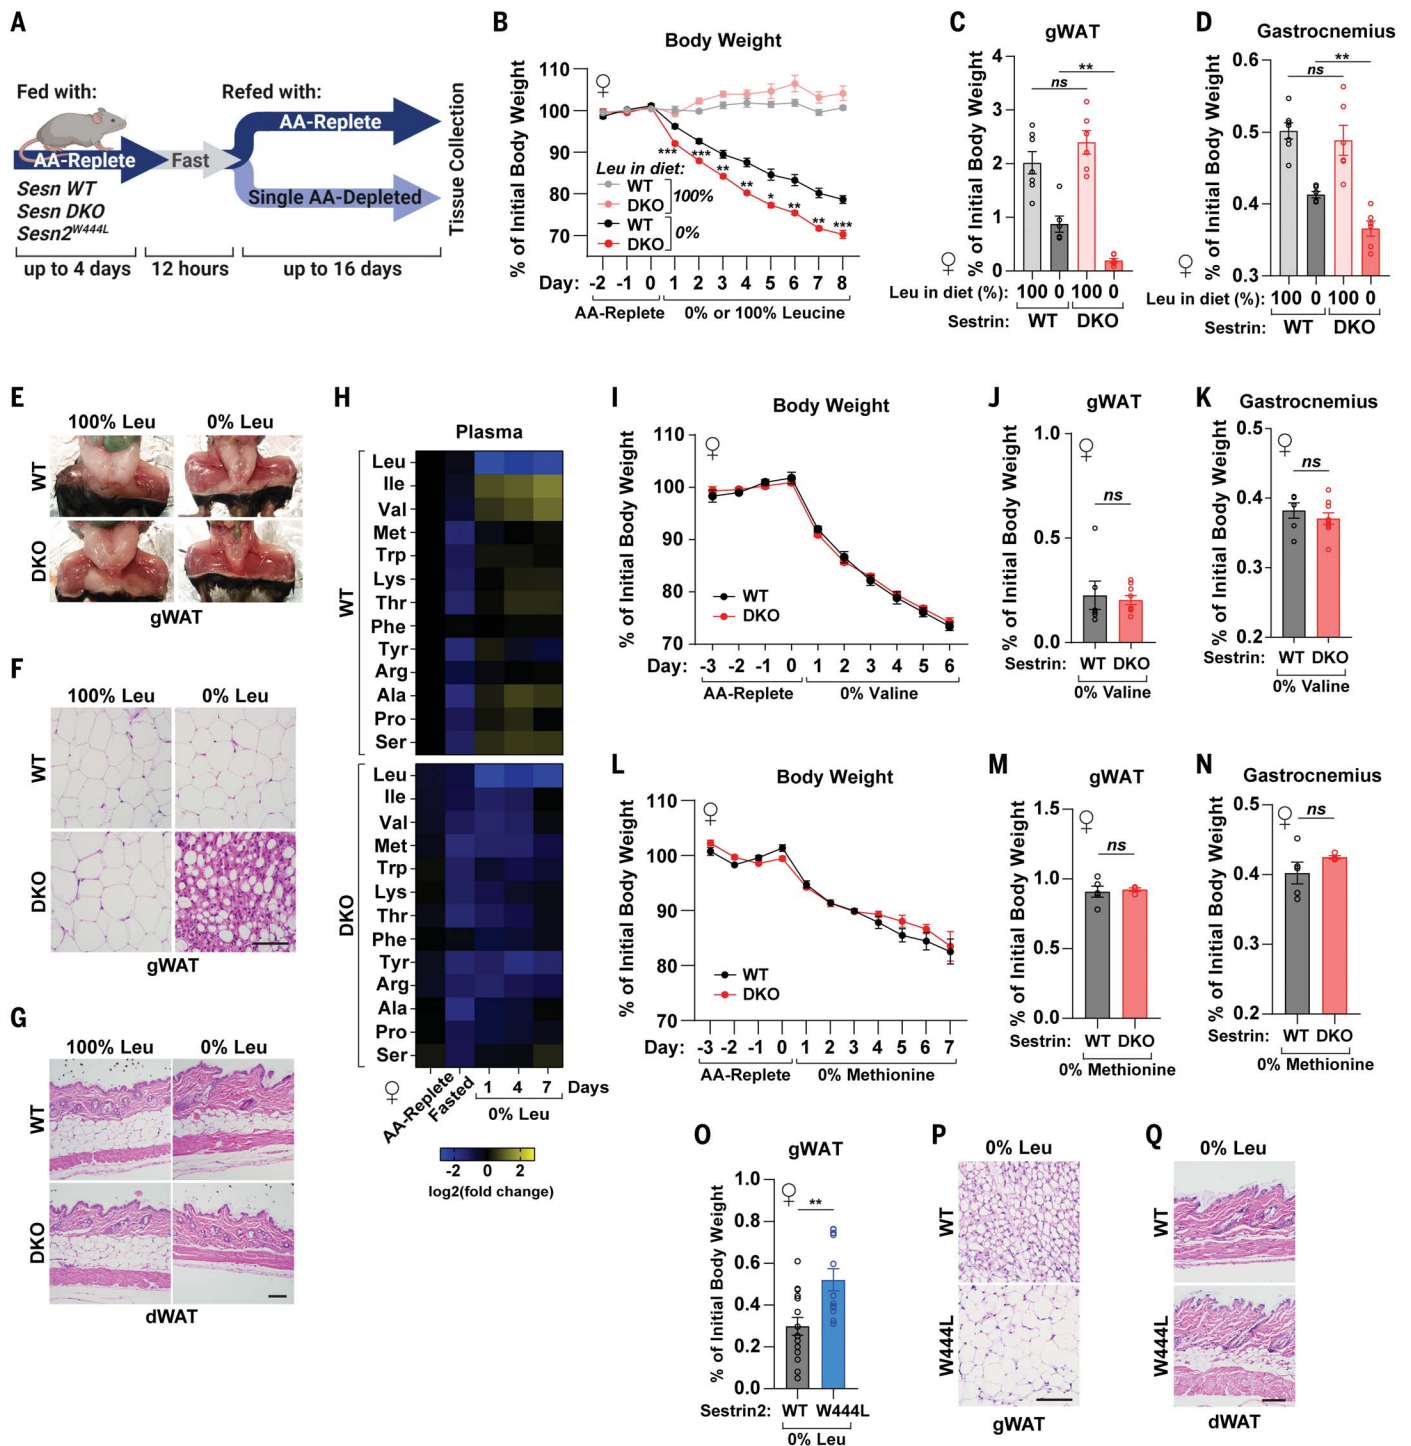 A
Fed with:
Refed with:
AA-Replete
AA-Replete
Fast
Single AA-Depleted
Tissue Collection
Sesn WT
Sesn DKO
Sesn2W444L
up to 4 days
12 hours
up to 16 days
B
Body Weight
% of Initial Body Weight
110
100
90
80
70
♀
***
***
**
**
*
**
**
***
Leu in diet:
WT
DKO
100%
WT
DKO
0%
Day: -2 -1 0 1 2 3 4 5 6 7 8
AA-Replete
0% or 100% Leucine
C
gWAT
% of Initial Body Weight
4
3
2
1
0
**
ns
♀
Leu in diet (%): 100 0 100 0
Sestrin: WT DKO
D
Gastrocnemius
% of Initial Body Weight
0.6
0.5
0.4
0.3
**
ns
♀
Leu in diet (%): 100 0 100 0
Sestrin: WT DKO
E
100% Leu 0% Leu
WT
DKO
gWAT
F
100% Leu 0% Leu
WT
DKO
gWAT
G
100% Leu 0% Leu
WT
DKO
dWAT
H
Plasma
WT
Leu
Ile
Val
Met
Trp
Lys
Thr
Phe
Tyr
Arg
Ala
Pro
Ser
DKO
Leu
Ile
Val
Met
Trp
Lys
Thr
Phe
Tyr
Arg
Ala
Pro
Ser
♀
AA-Replete
Fasted
1 4 7 Days
0% Leu
-2 0 2
log2(fold change)
I
Body Weight
% of Initial Body Weight
110
100
90
80
70
♀
WT
DKO
Day: -3 -2 -1 0 1 2 3 4 5 6
AA-Replete
0% Valine
J
gWAT
% of Initial Body Weight
1.0
0.5
0.0
♀
ns
Sestrin: WT DKO
0% Valine
K
Gastrocnemius
% of Initial Body Weight
0.5
0.4
0.3
0.2
♀
ns
Sestrin: WT DKO
0% Valine
L
Body Weight
% of Initial Body Weight
110
100
90
80
70
♀
WT
DKO
Day: -3 -2 -1 0 1 2 3 4 5 6 7
AA-Replete
0% Methionine
M
gWAT
% of Initial Body Weight
1.5
1.0
0.5
0.0
♀
ns
Sestrin: WT DKO
0% Methionine
N
Gastrocnemius
% of Initial Body Weight
0.5
0.4
0.3
0.2
♀
ns
Sestrin: WT DKO
0% Methionine
O
gWAT
% of Initial Body Weight
1.0
0.8
0.6
0.4
0.2
0.0
♀
**
Sestrin2: WT W444L
0% Leu
P
0% Leu
WT
W444L
gWAT
Q
0% Leu
WT
W444L
dWAT